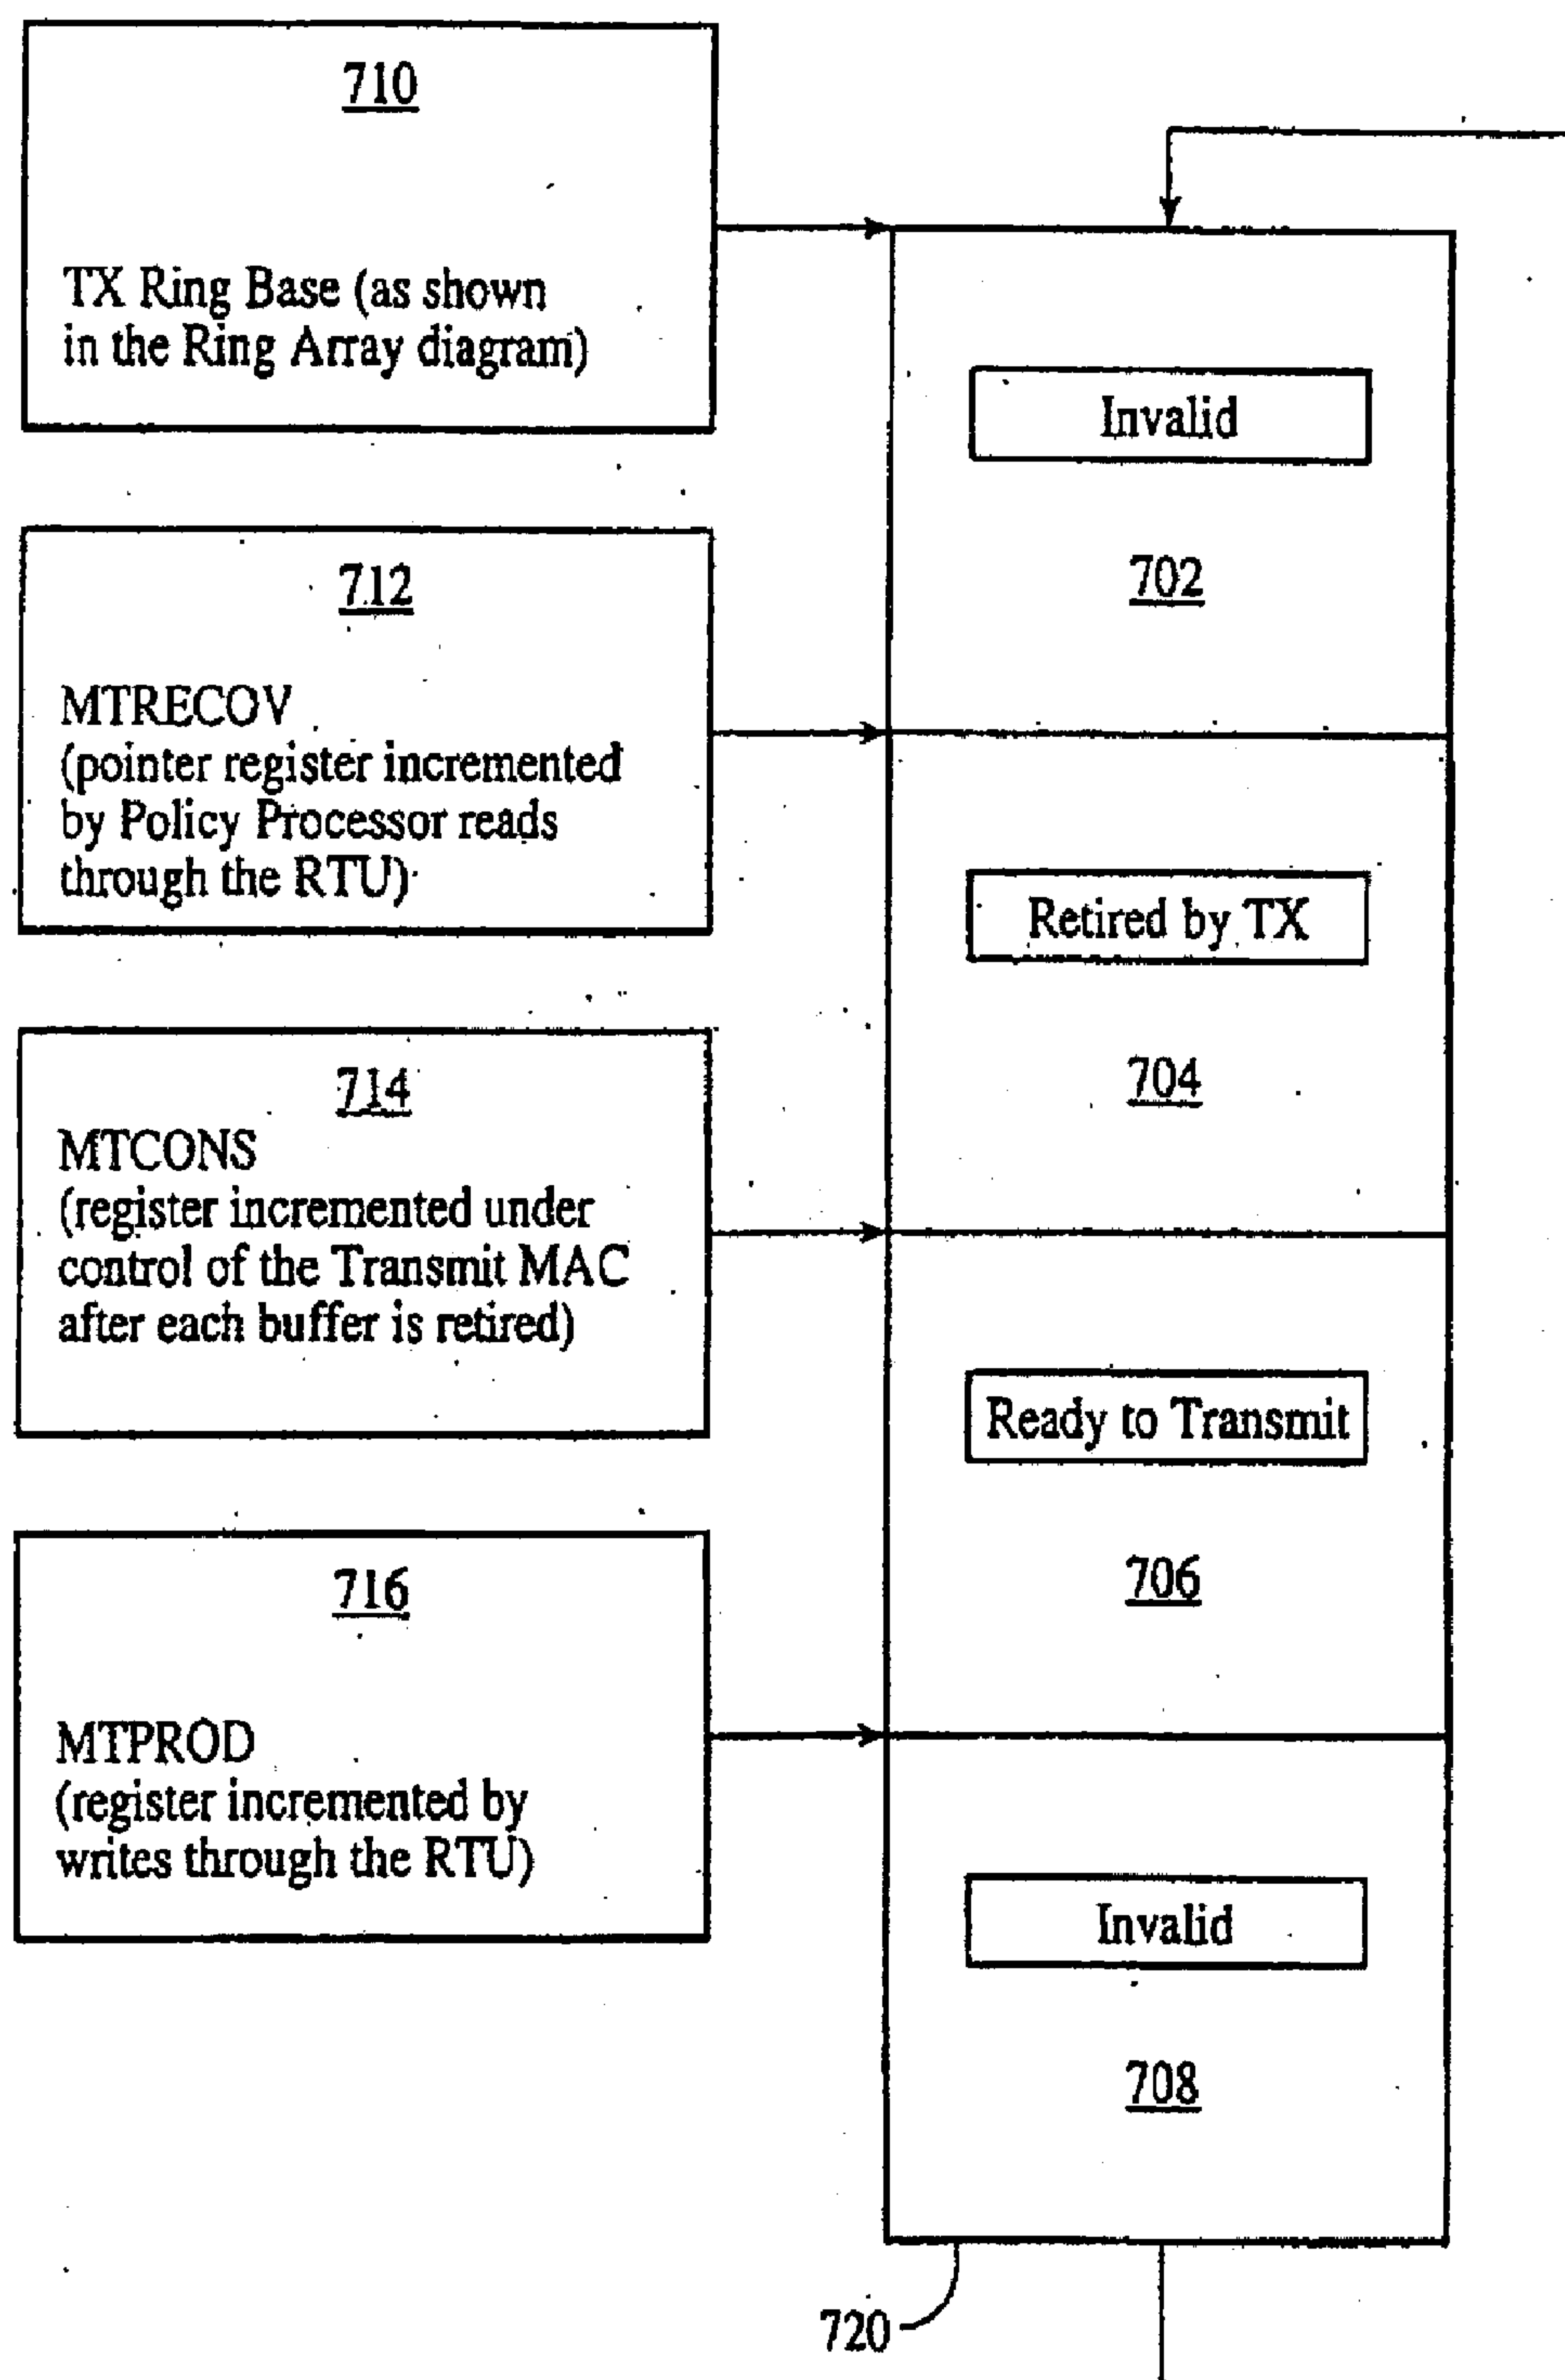 710
TX Ring Base (as shown
in the Ring Array diagram)
712
MTRECOV
(pointer register incremented
by Policy Processor reads
through the RTU)
714
MTCONS
(register incremented under
control of the Transmit MAC
after each buffer is retired)
716
MTPROD
(register incremented by
writes through the RTU)
Invalid
702
Retired by TX
704
Ready to Transmit
706
Invalid
708
720